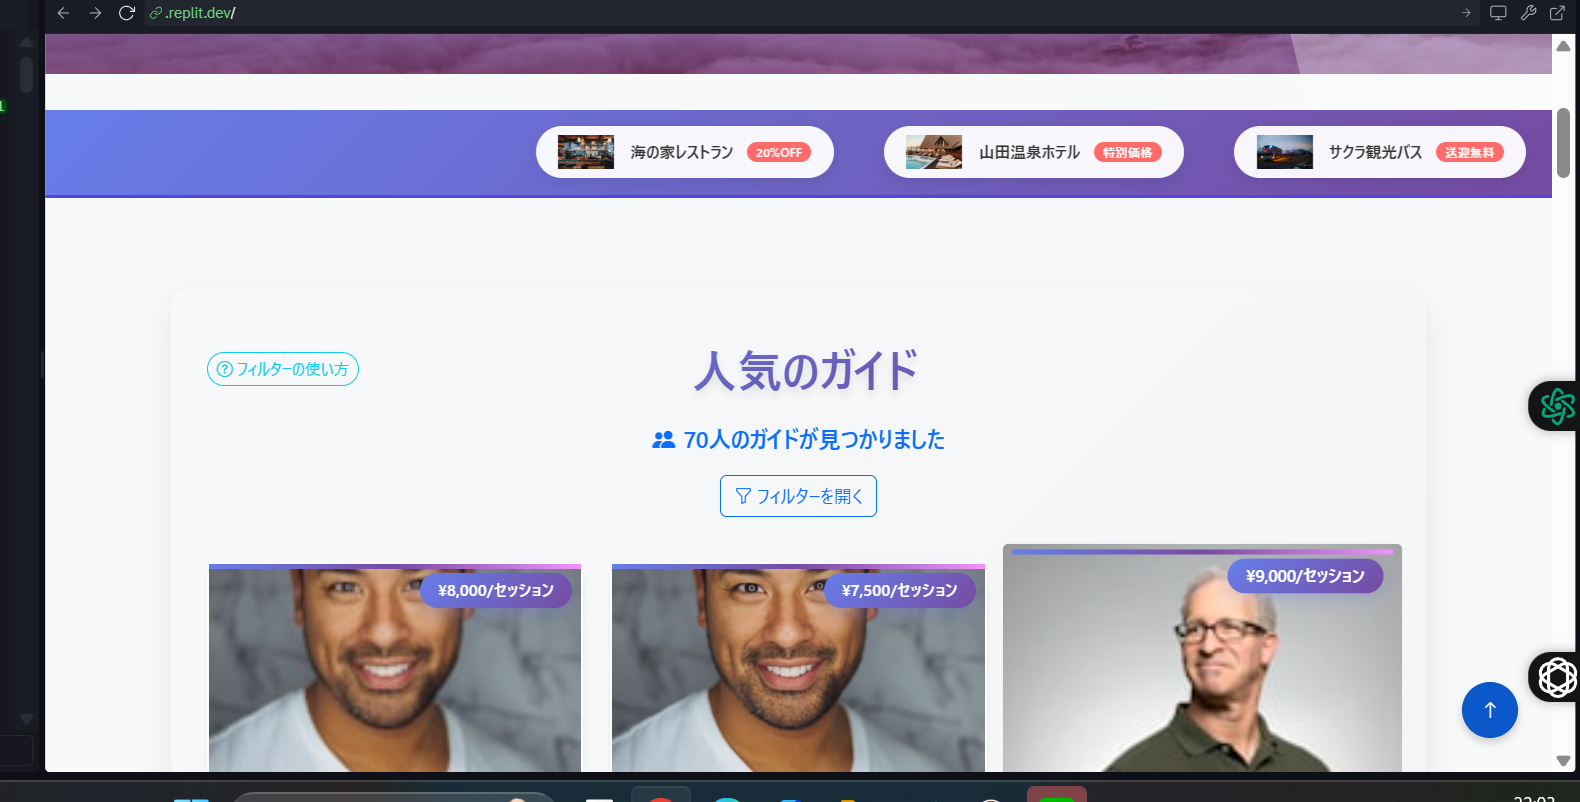 .replit.dev/
海の家レストラン 20%OFF
山田温泉ホテル 特別価格
サクラ観光バス 送迎無料
フィルターの使い方
人気のガイド
70人のガイドが見つかりました
フィルターを開く
¥8,000/セッション
¥7,500/セッション
¥9,000/セッション